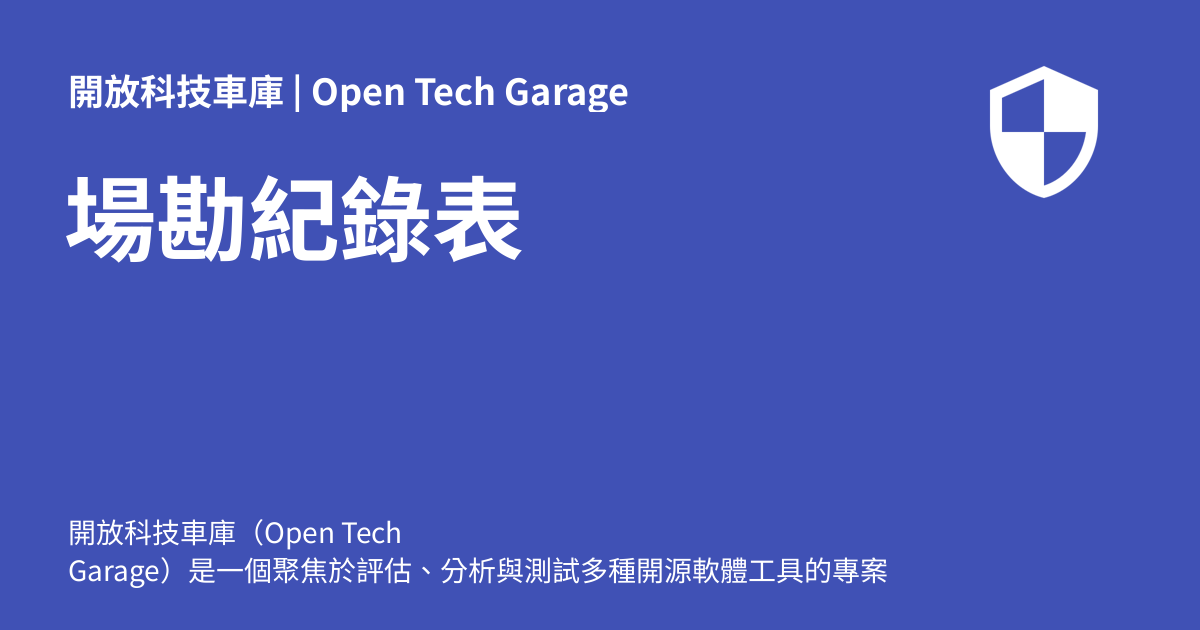 開放科技車庫 | Open Tech Garage
場勘紀錄表
開放科技車庫（Open Tech
Garage）是一個聚焦於評估、分析與測試多種開源軟體工具的專案